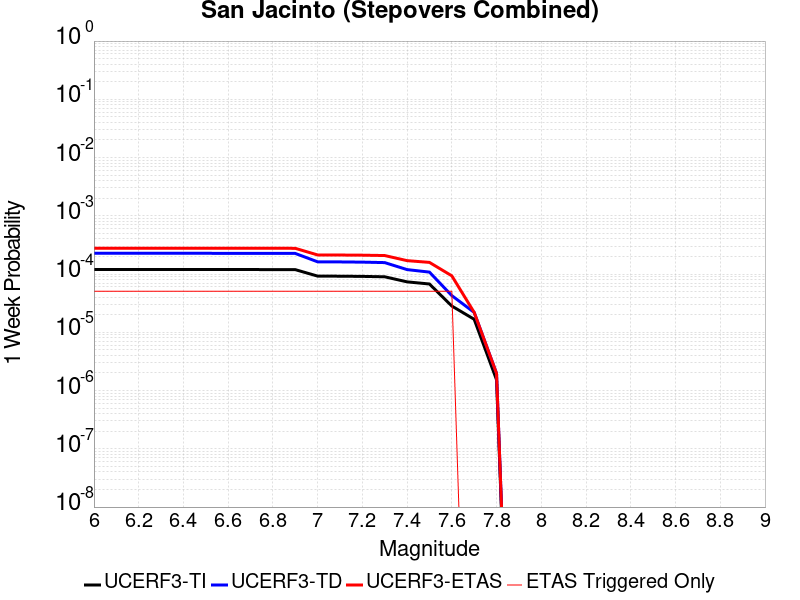 San Jacinto (Stepovers Combined)
10^0
10^-1
10^-2
10^-3
10^-4
10^-5
10^-6
10^-7
10^-8
1 Week Probability
6 6.2 6.4 6.6 6.8 7 7.2 7.4 7.6 7.8 8 8.2 8.4 8.6 8.8 9
Magnitude
UCERF3-TI UCERF3-TD UCERF3-ETAS ETAS Triggered Only